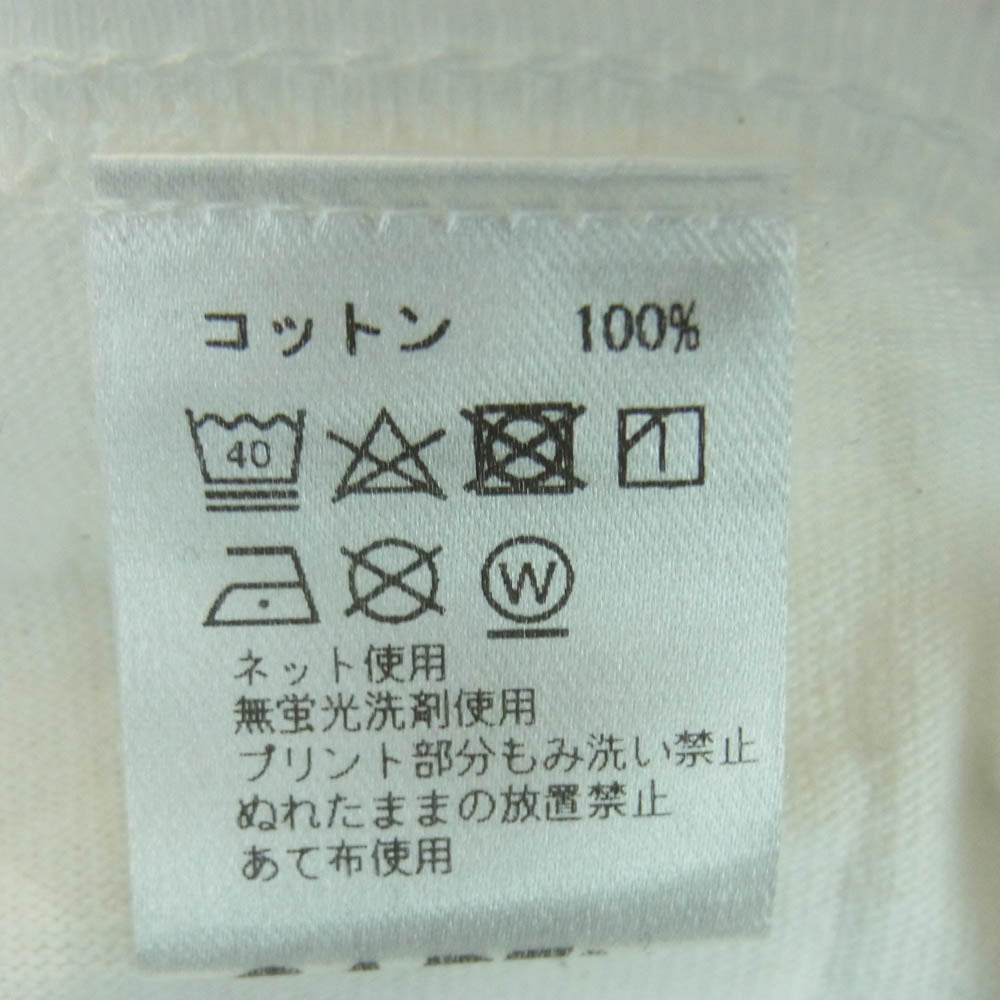 コットン 100%
40
W
ネット使用
無蛍光洗剤使用
プリント部分もみ洗い禁止
ぬれたままの放置禁止
あて布使用